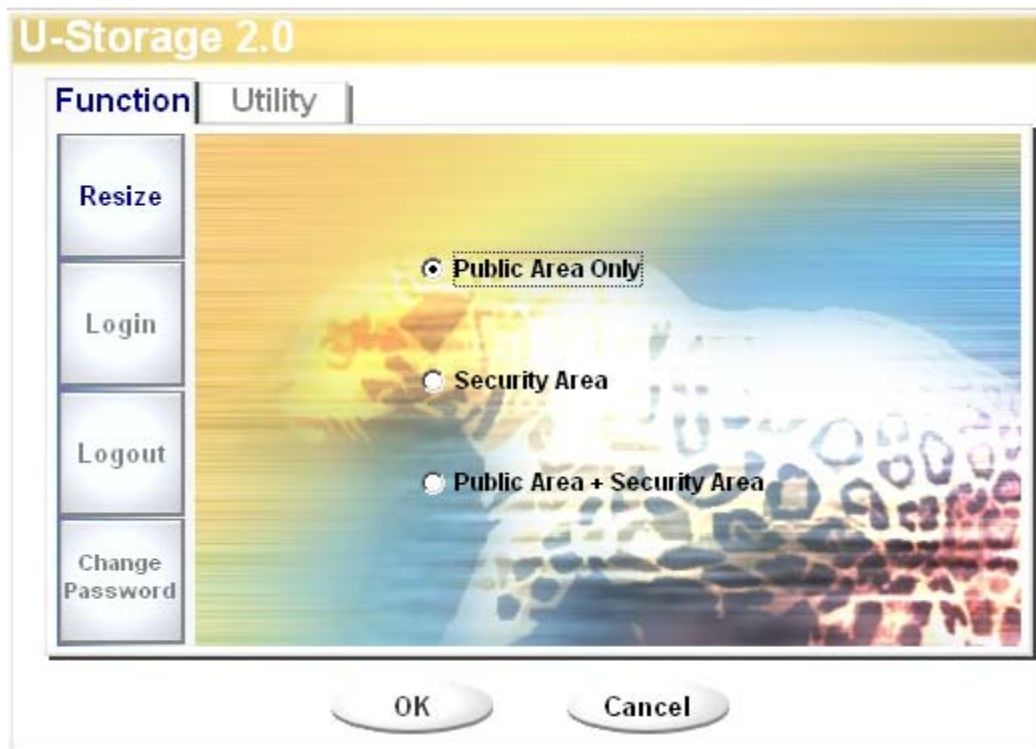 U-Storage 2.0
Function
Utility
Resize
Login
Logout
Change
Password
Public Area Only
Security Area
Public Area + Security Area
OK
Cancel